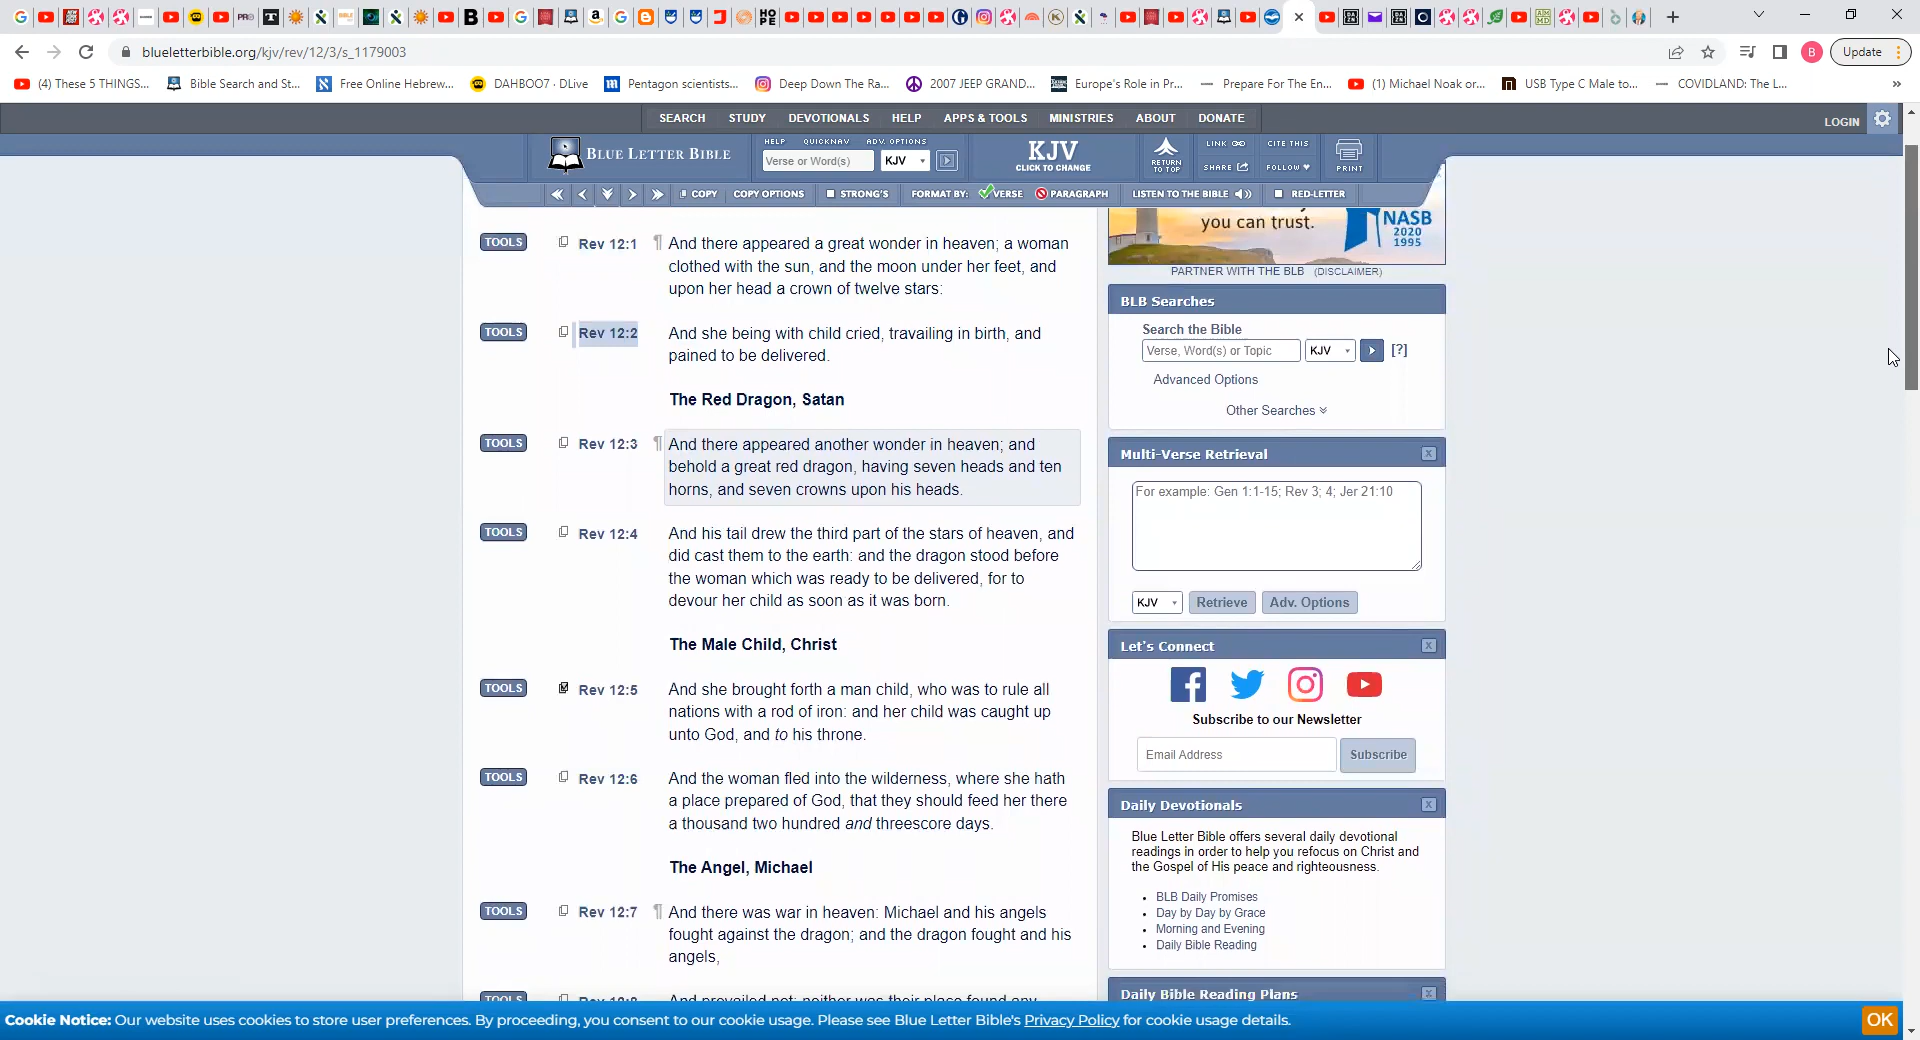 blueletterbible.org/kjv/rev/12/3/s_1179003
Update
(4) These 5 THINGS...
Bible Search and St...
Free Online Hebrew...
DAHBOO7 · DLive
Pentagon scientists...
Deep Down The Ra...
2007 JEEP GRAND...
Europe's Role in Pr...
Prepare For The En...
(1) Michael Noak or...
USB Type C Male to...
COVIDLAND: The L...
»
SEARCH STUDY DEVOTIONALS HELP APPS & TOOLS MINISTRIES ABOUT DONATE
LOGIN
BLUE LETTER BIBLE
HELP QUICKNAV ADV. OPTIONS
Verse or Word(s)
KJV
KJV
CLICK TO CHANGE
RETURN
TO TOP
LINK
SHARE
CITE THIS
FOLLOW
PRINT
COPY
COPY OPTIONS
STRONG'S
FORMAT BY:
VERSE
PARAGRAPH
LISTEN TO THE BIBLE
RED-LETTER
TOOLS
Rev 12:1
¶ And there appeared a great wonder in heaven; a woman
clothed with the sun, and the moon under her feet, and
upon her head a crown of twelve stars:
TOOLS
Rev 12:2
And she being with child cried, travailing in birth, and
pained to be delivered.
The Red Dragon, Satan
TOOLS
Rev 12:3
¶ And there appeared another wonder in heaven; and
behold a great red dragon, having seven heads and ten
horns, and seven crowns upon his heads.
TOOLS
Rev 12:4
And his tail drew the third part of the stars of heaven, and
did cast them to the earth: and the dragon stood before
the woman which was ready to be delivered, for to
devour her child as soon as it was born.
The Male Child, Christ
TOOLS
Rev 12:5
And she brought forth a man child, who was to rule all
nations with a rod of iron: and her child was caught up
unto God, and to his throne.
TOOLS
Rev 12:6
And the woman fled into the wilderness, where she hath
a place prepared of God, that they should feed her there
a thousand two hundred and threescore days.
The Angel, Michael
TOOLS
Rev 12:7
¶ And there was war in heaven: Michael and his angels
fought against the dragon; and the dragon fought and his
angels,
you can trust.
NASB
2020
1995
PARTNER WITH THE BLB (DISCLAIMER)
BLB Searches
Search the Bible
Verse, Word(s) or Topic
KJV
[?]
Advanced Options
Other Searches
Multi-Verse Retrieval
For example: Gen 1:1-15; Rev 3; 4; Jer 21:10
KJV
Retrieve
Adv. Options
Let's Connect
Subscribe to our Newsletter
Email Address
Subscribe
Daily Devotionals
Blue Letter Bible offers several daily devotional
readings in order to help you refocus on Christ and
the Gospel of His peace and righteousness.
BLB Daily Promises
Day by Day by Grace
Morning and Evening
Daily Bible Reading
Daily Bible Reading Plans
Cookie Notice: Our website uses cookies to store user preferences. By proceeding, you consent to our cookie usage. Please see Blue Letter Bible's Privacy Policy for cookie usage details.
OK